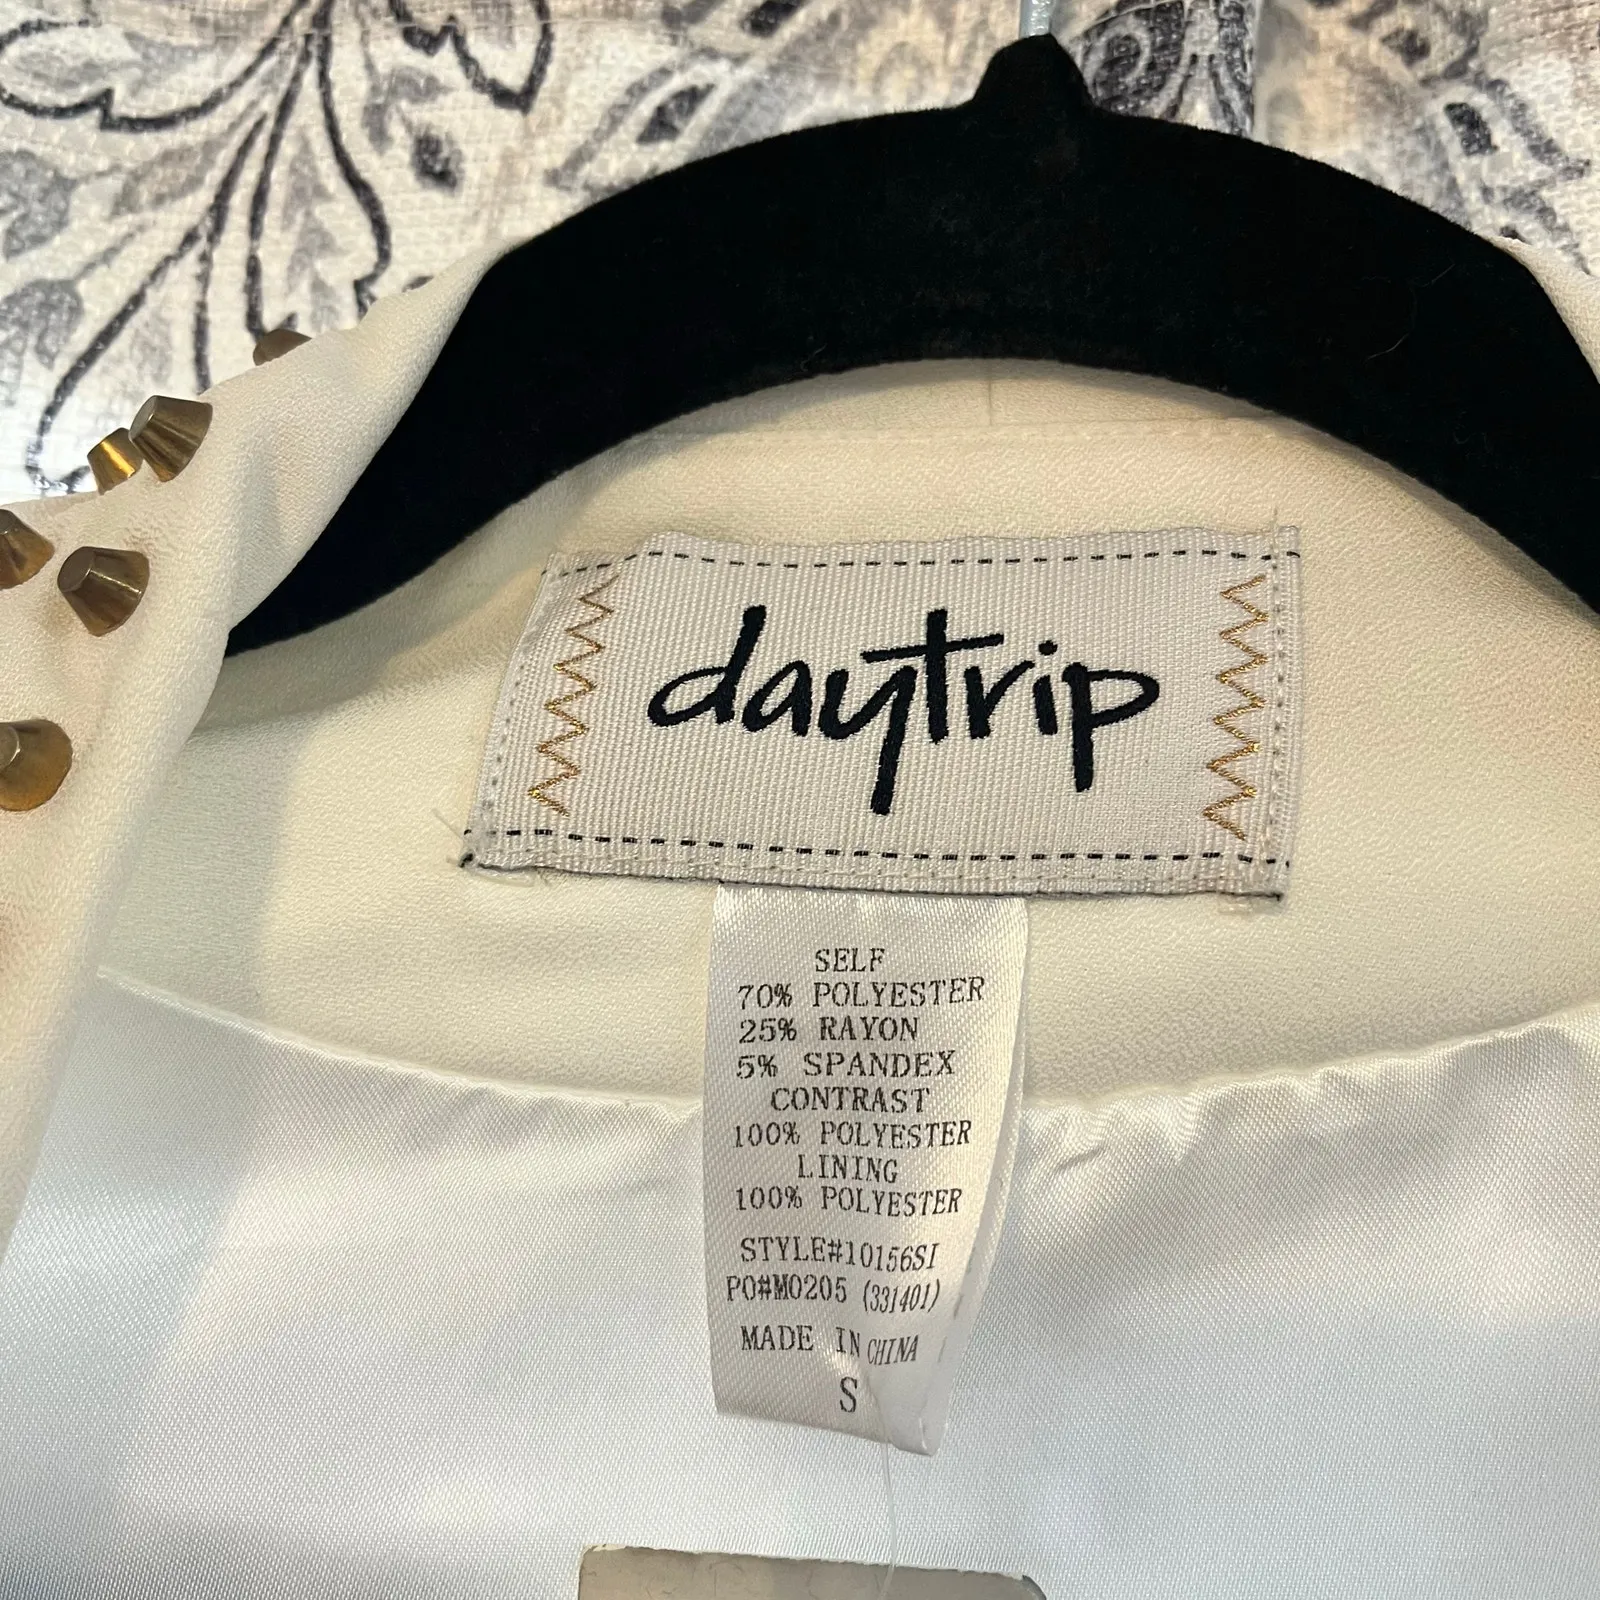 daytrip
SELF
70% POLYESTER
25% RAYON
5% SPANDEX
CONTRAST
100% POLYESTER
LINING
100% POLYESTER
STYLE#10156SI
PO#M0205 (331401)
MADE IN CHINA
S